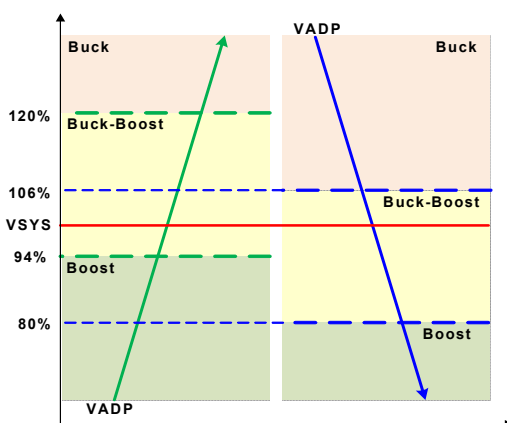 VADP
Buck
Buck
120%
Buck-Boost
106%
Buck-Boost
VSYS
94%
Boost
80%
Boost
VADP